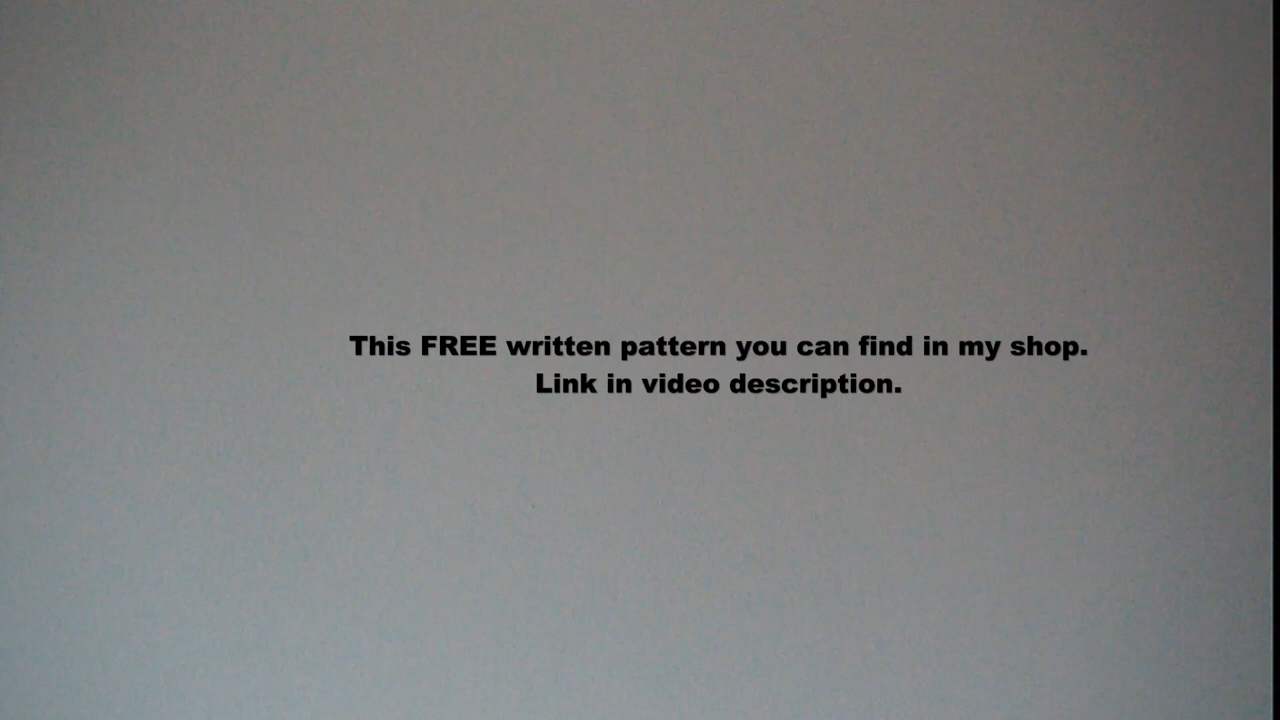 This FREE written pattern you can find in my shop.
Link in video description.